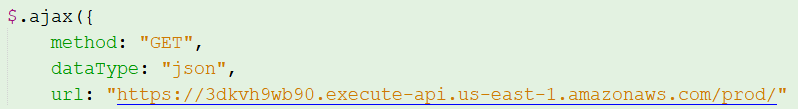 $.ajax({
method: "GET",
dataType: "json",
url: "https://3dkvh9wb90.execute-api.us-east-1.amazonaws.com/prod/"